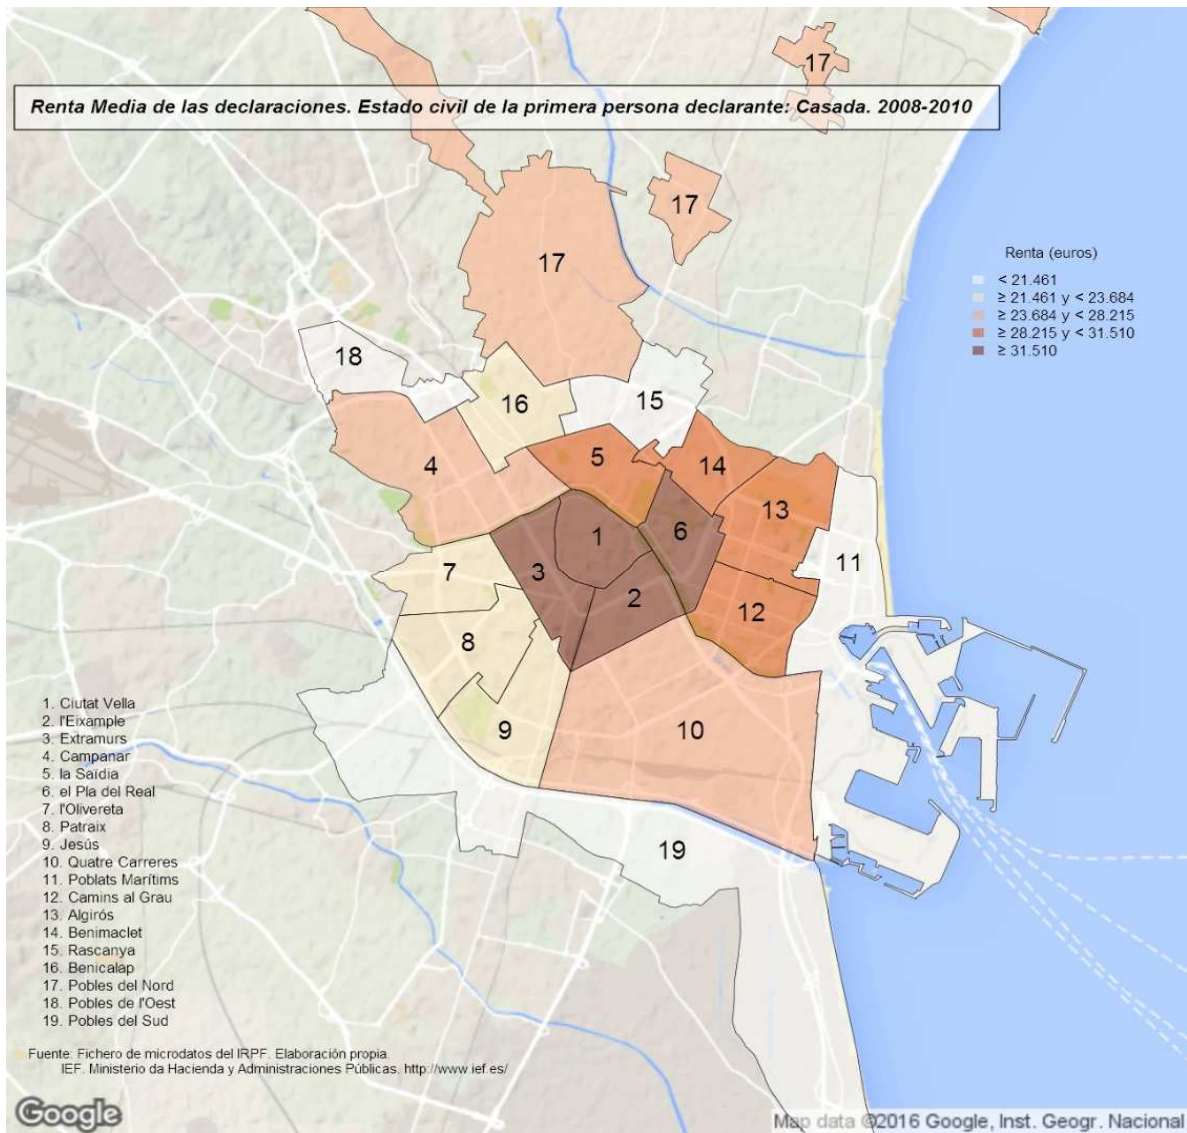 Renta Media de las declaraciones. Estado civil de la primera persona declarante: Casada. 2008-2010
17
17
17
Renta (euros)
< 21.461
≥ 21.461 y < 23.684
≥ 23.684 y < 28.215
≥ 28.215 y < 31.510
≥ 31.510
18
16
15
4
5
14
13
1
6
11
3
7
2
12
8
9
10
19
1. Ciutat Vella
2. l'Eixample
3. Extramurs
4. Campanar
5. la Saïdia
6. el Pla del Real
7. l'Olivereta
8. Patraix
9. Jesús
10. Quatre Carreres
11. Poblats Marítims
12. Camins al Grau
13. Algirós
14. Benimaclet
15. Rascanya
16. Benicalap
17. Pobles del Nord
18. Pobles de l'Oest
19. Pobles del Sud
Fuente: Fichero de microdatos del IRPF. Elaboración propia.
IEF. Ministerio da Hacienda y Administraciones Públicas. http://www.ief.es/
Google
Map data ©2016 Google, Inst. Geogr. Nacional